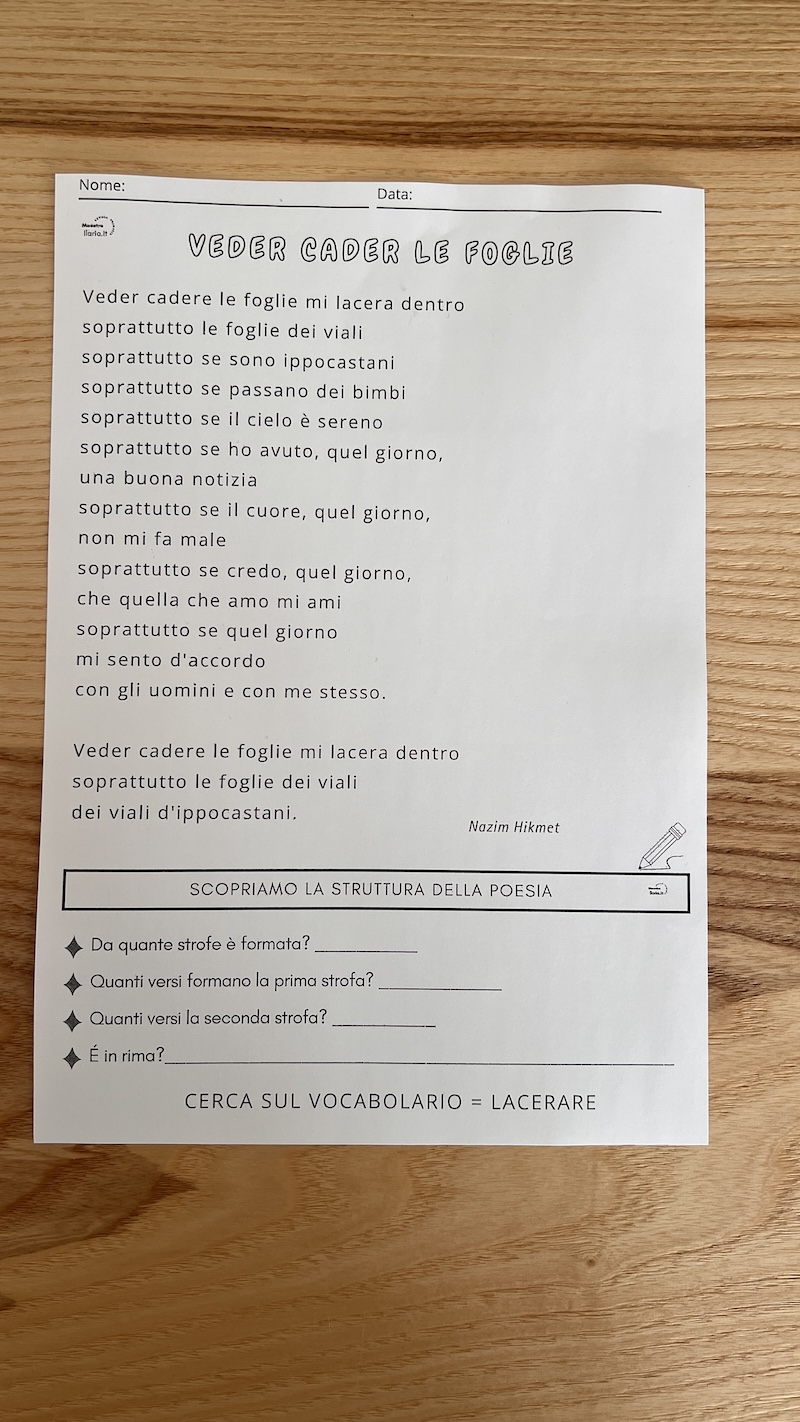 Nome:
Data:
Maestra
Ilaria.it
VEDER CADER LE FOGLIE
Veder cadere le foglie mi lacera dentro
soprattutto le foglie dei viali
soprattutto se sono ippocastani
soprattutto se passano dei bimbi
soprattutto se il cielo è sereno
soprattutto se ho avuto, quel giorno,
una buona notizia
soprattutto se il cuore, quel giorno,
non mi fa male
soprattutto se credo, quel giorno,
che quella che amo mi ami
soprattutto se quel giorno
mi sento d'accordo
con gli uomini e con me stesso.
Veder cadere le foglie mi lacera dentro
soprattutto le foglie dei viali
dei viali d'ippocastani.
Nazim Hikmet
SCOPRIAMO LA STRUTTURA DELLA POESIA
Da quante strofe è formata?
Quanti versi formano la prima strofa?
Quanti versi la seconda strofa?
É in rima?
CERCA SUL VOCABOLARIO = LACERARE